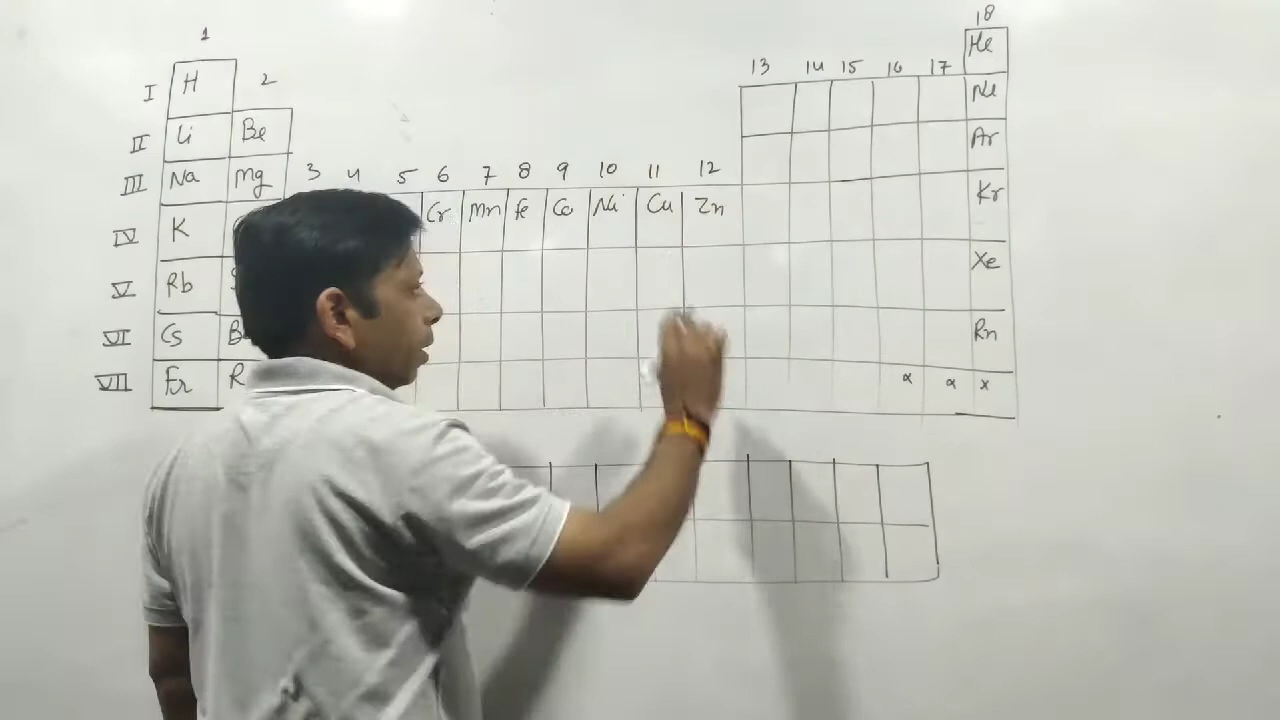 18
1
He
13 14 15 16 17
I H 2
Ne
II Li Be
Ar
III Na Mg 3 4 5 6 7 8 9 10 11 12
Kr
IV K Cr Mn Fe Co Ni Cu Zn
Xe
V Rb
VI Cs Rn
VII Fr x x x